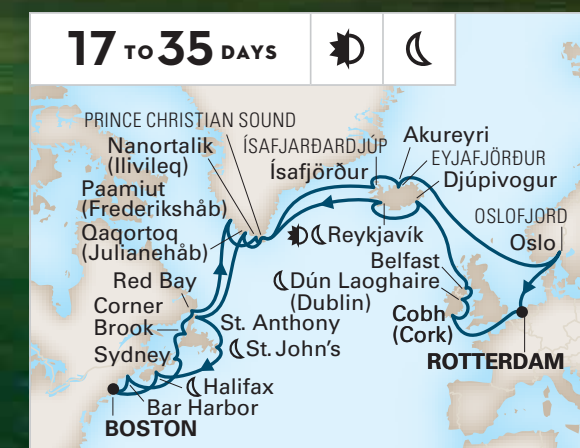 17 TO 35 DAYS
PRINCE CHRISTIAN SOUND
Nanortalik
(Ilivileq)
ÍSAFJARÐARDJÚP
Ísafjörður
Akureyri
EYJAFJÖRÐUR
Djúpivogur
Paamiut
(Frederikshåb)
Qaqortoq
(Julianehåb)
OSLOFJORD
Oslo
Reykjavík
Belfast
Dún Laoghaire
(Dublin)
Red Bay
Corner
Brook
St. Anthony
Cobh
(Cork)
Sydney
St. John's
ROTTERDAM
Halifax
Bar Harbor
BOSTON